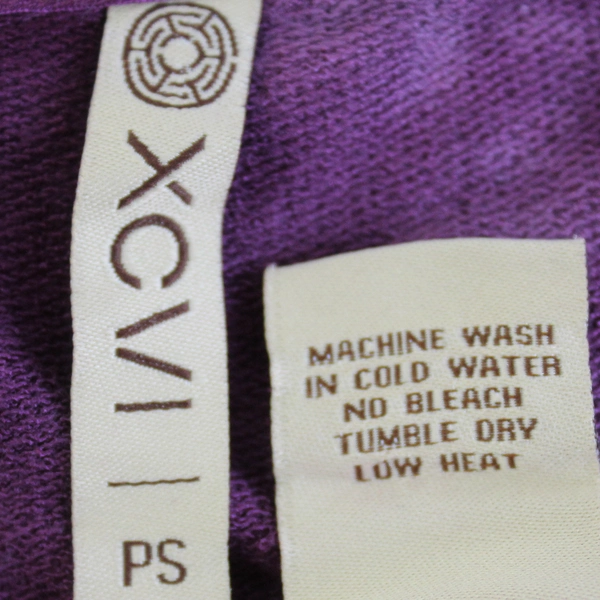 XCVI
PS
MACHINE WASH
IN COLD WATER
NO BLEACH
TUMBLE DRY
LOW HEAT